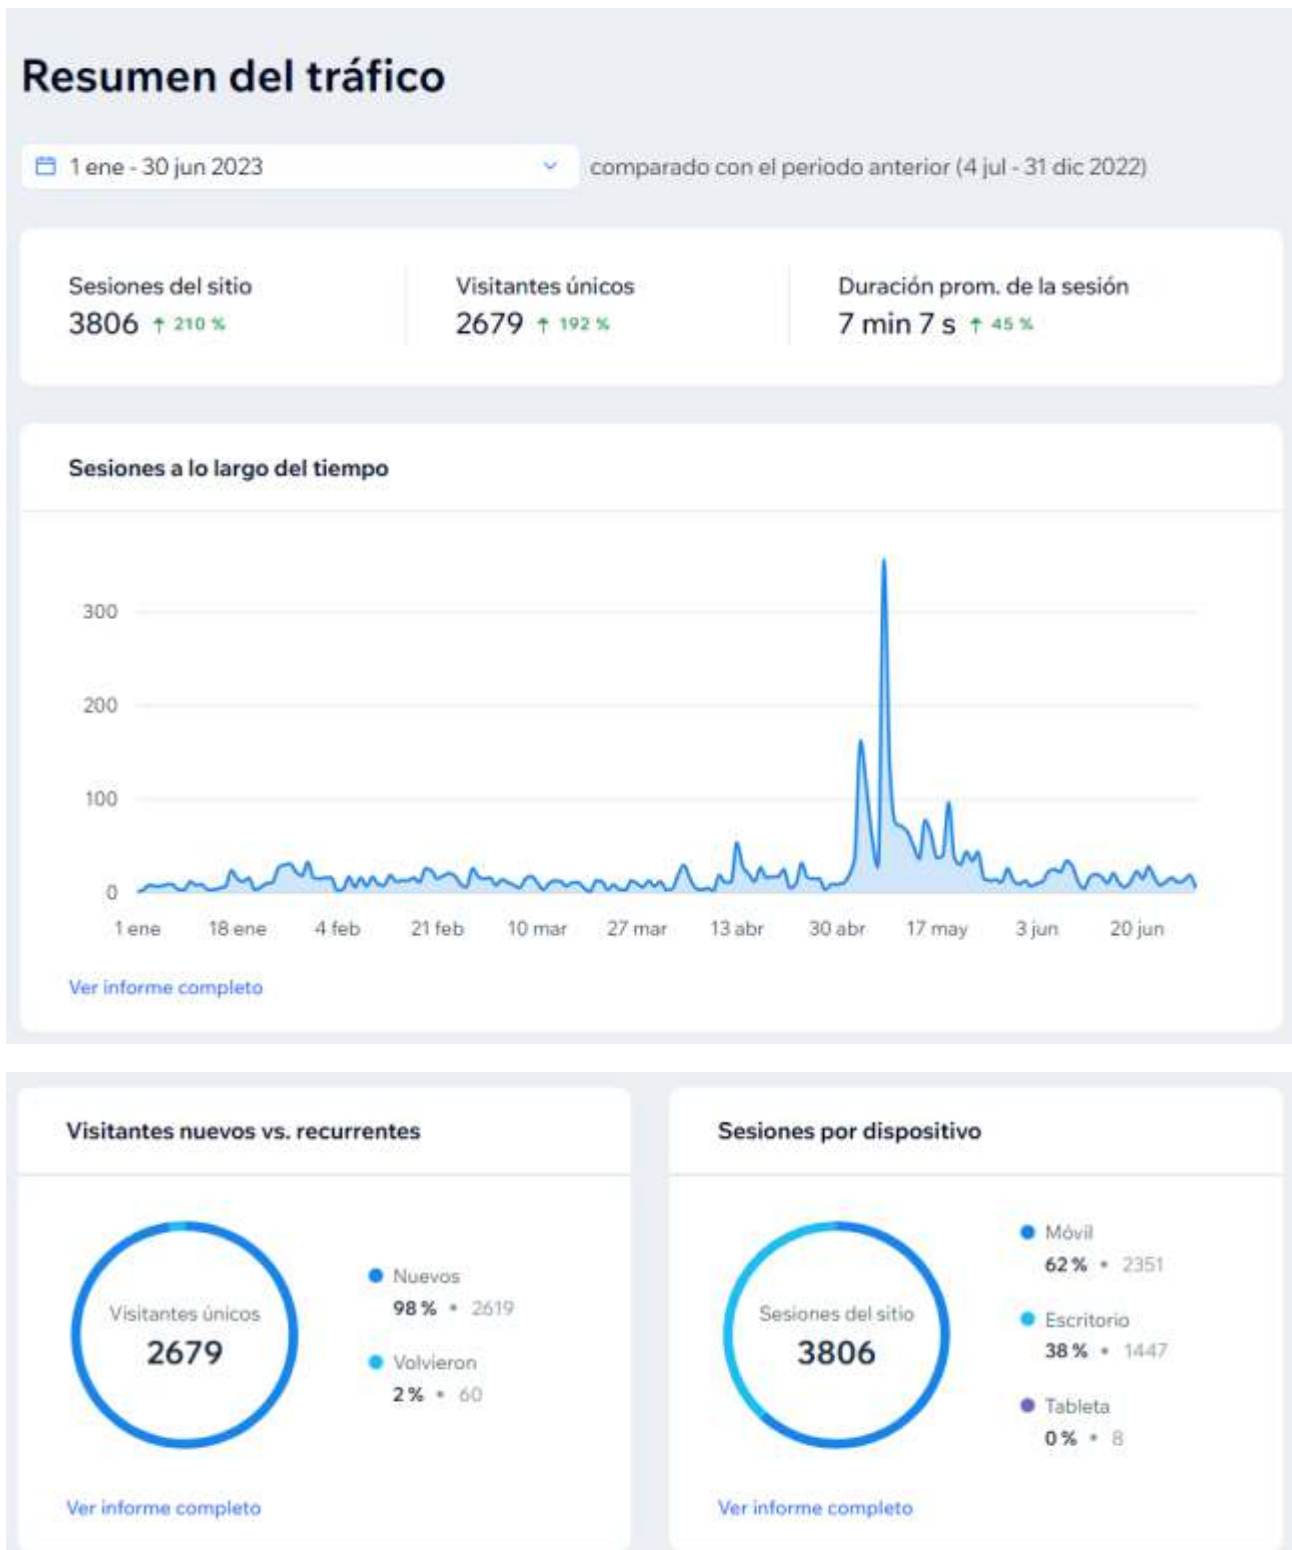 Resumen del tráfico
1 ene - 30 jun 2023
comparado con el periodo anterior (4 jul - 31 dic 2022)
Sesiones del sitio
3806 ↑ 210 %
Visitantes únicos
2679 ↑ 192 %
Duración prom. de la sesión
7 min 7 s ↑ 45 %
Sesiones a lo largo del tiempo
300
200
100
0
1 ene 18 ene 4 feb 21 feb 10 mar 27 mar 13 abr 30 abr 17 may 3 jun 20 jun
Ver informe completo
Visitantes nuevos vs. recurrentes
Visitantes únicos
2679
Nuevos
98 % • 2619
Volvieron
2 % • 60
Ver informe completo
Sesiones por dispositivo
Sesiones del sitio
3806
Móvil
62 % • 2351
Escritorio
38 % • 1447
Tableta
0 % • 8
Ver informe completo